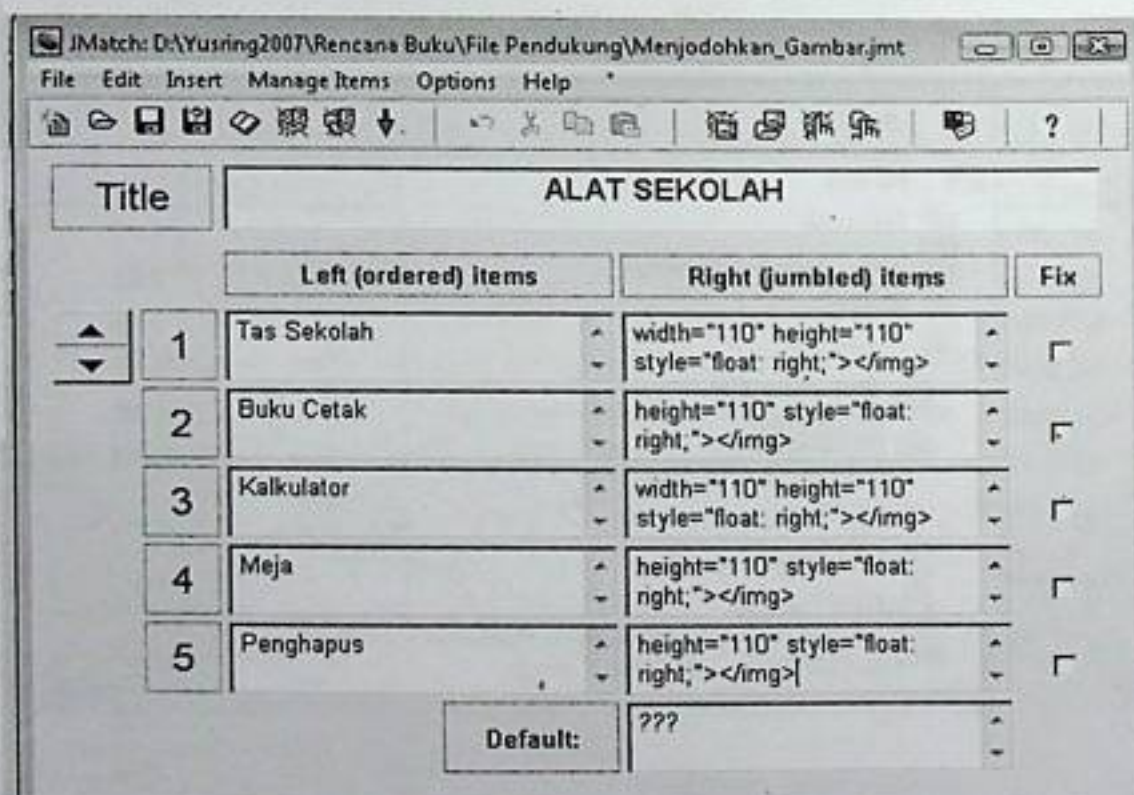 JMatch: D:\Yusring2007\Rencana Buku\File Pendukung\Menjodohkan_Gambar.jmt
File Edit Insert Manage Items Options Help
?
Title
ALAT SEKOLAH
Left (ordered) items
Right (jumbled) items
Fix
1
Tas Sekolah
width="110" height="110"
style="float: right;"></img>
2
Buku Cetak
height="110" style="float:
right;"></img>
3
Kalkulator
width="110" height="110"
style="float: right;"></img>
4
Meja
height="110" style="float:
right;"></img>
5
Penghapus
height="110" style="float:
right;"></img>
Default:
???